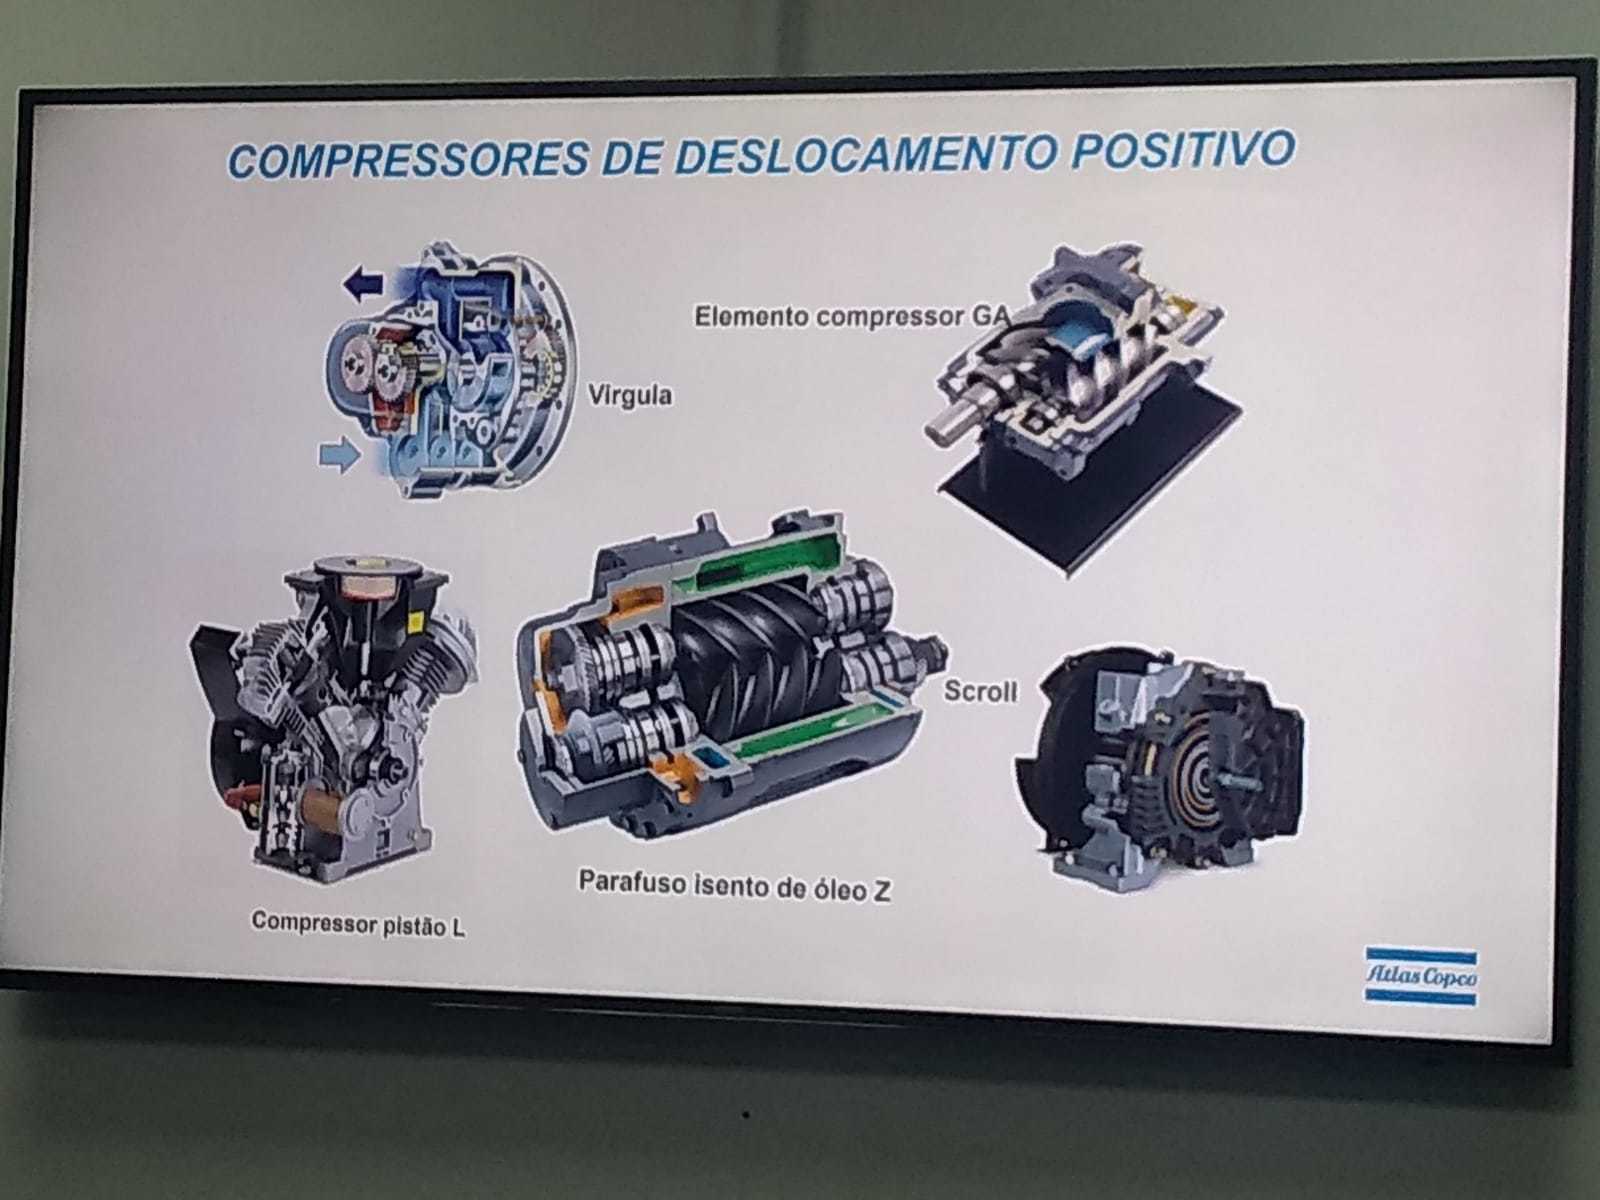 COMPRESSORES DE DESLOCAMENTO POSITIVO
Elemento compressor GA
Virgula
Scroll
Parafuso isento de óleo Z
Compressor pistão L
Atlas Copco